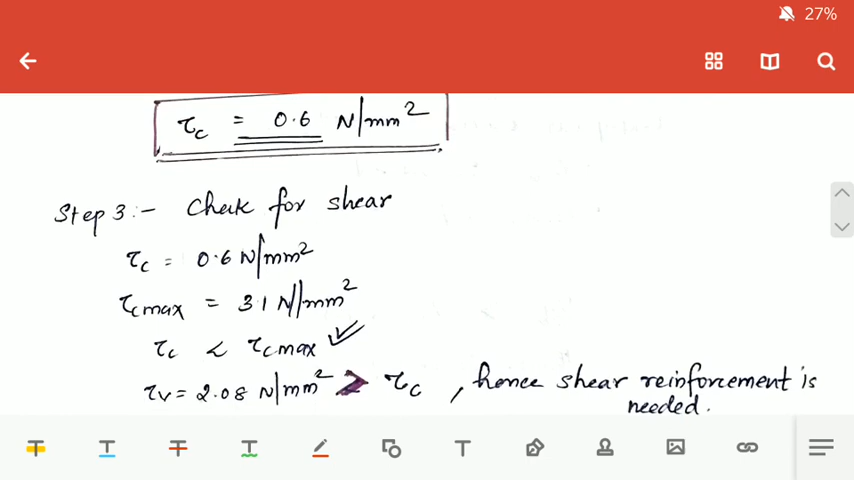 27%
τc = 0.6 N/mm²
Step 3:- Check for shear
τc = 0.6 N/mm²
τcmax = 3.1 N/mm²
τc < τcmax ✓
τv = 2.08 N/mm² > τc , hence shear reinforcement is
needed.
T T T T T